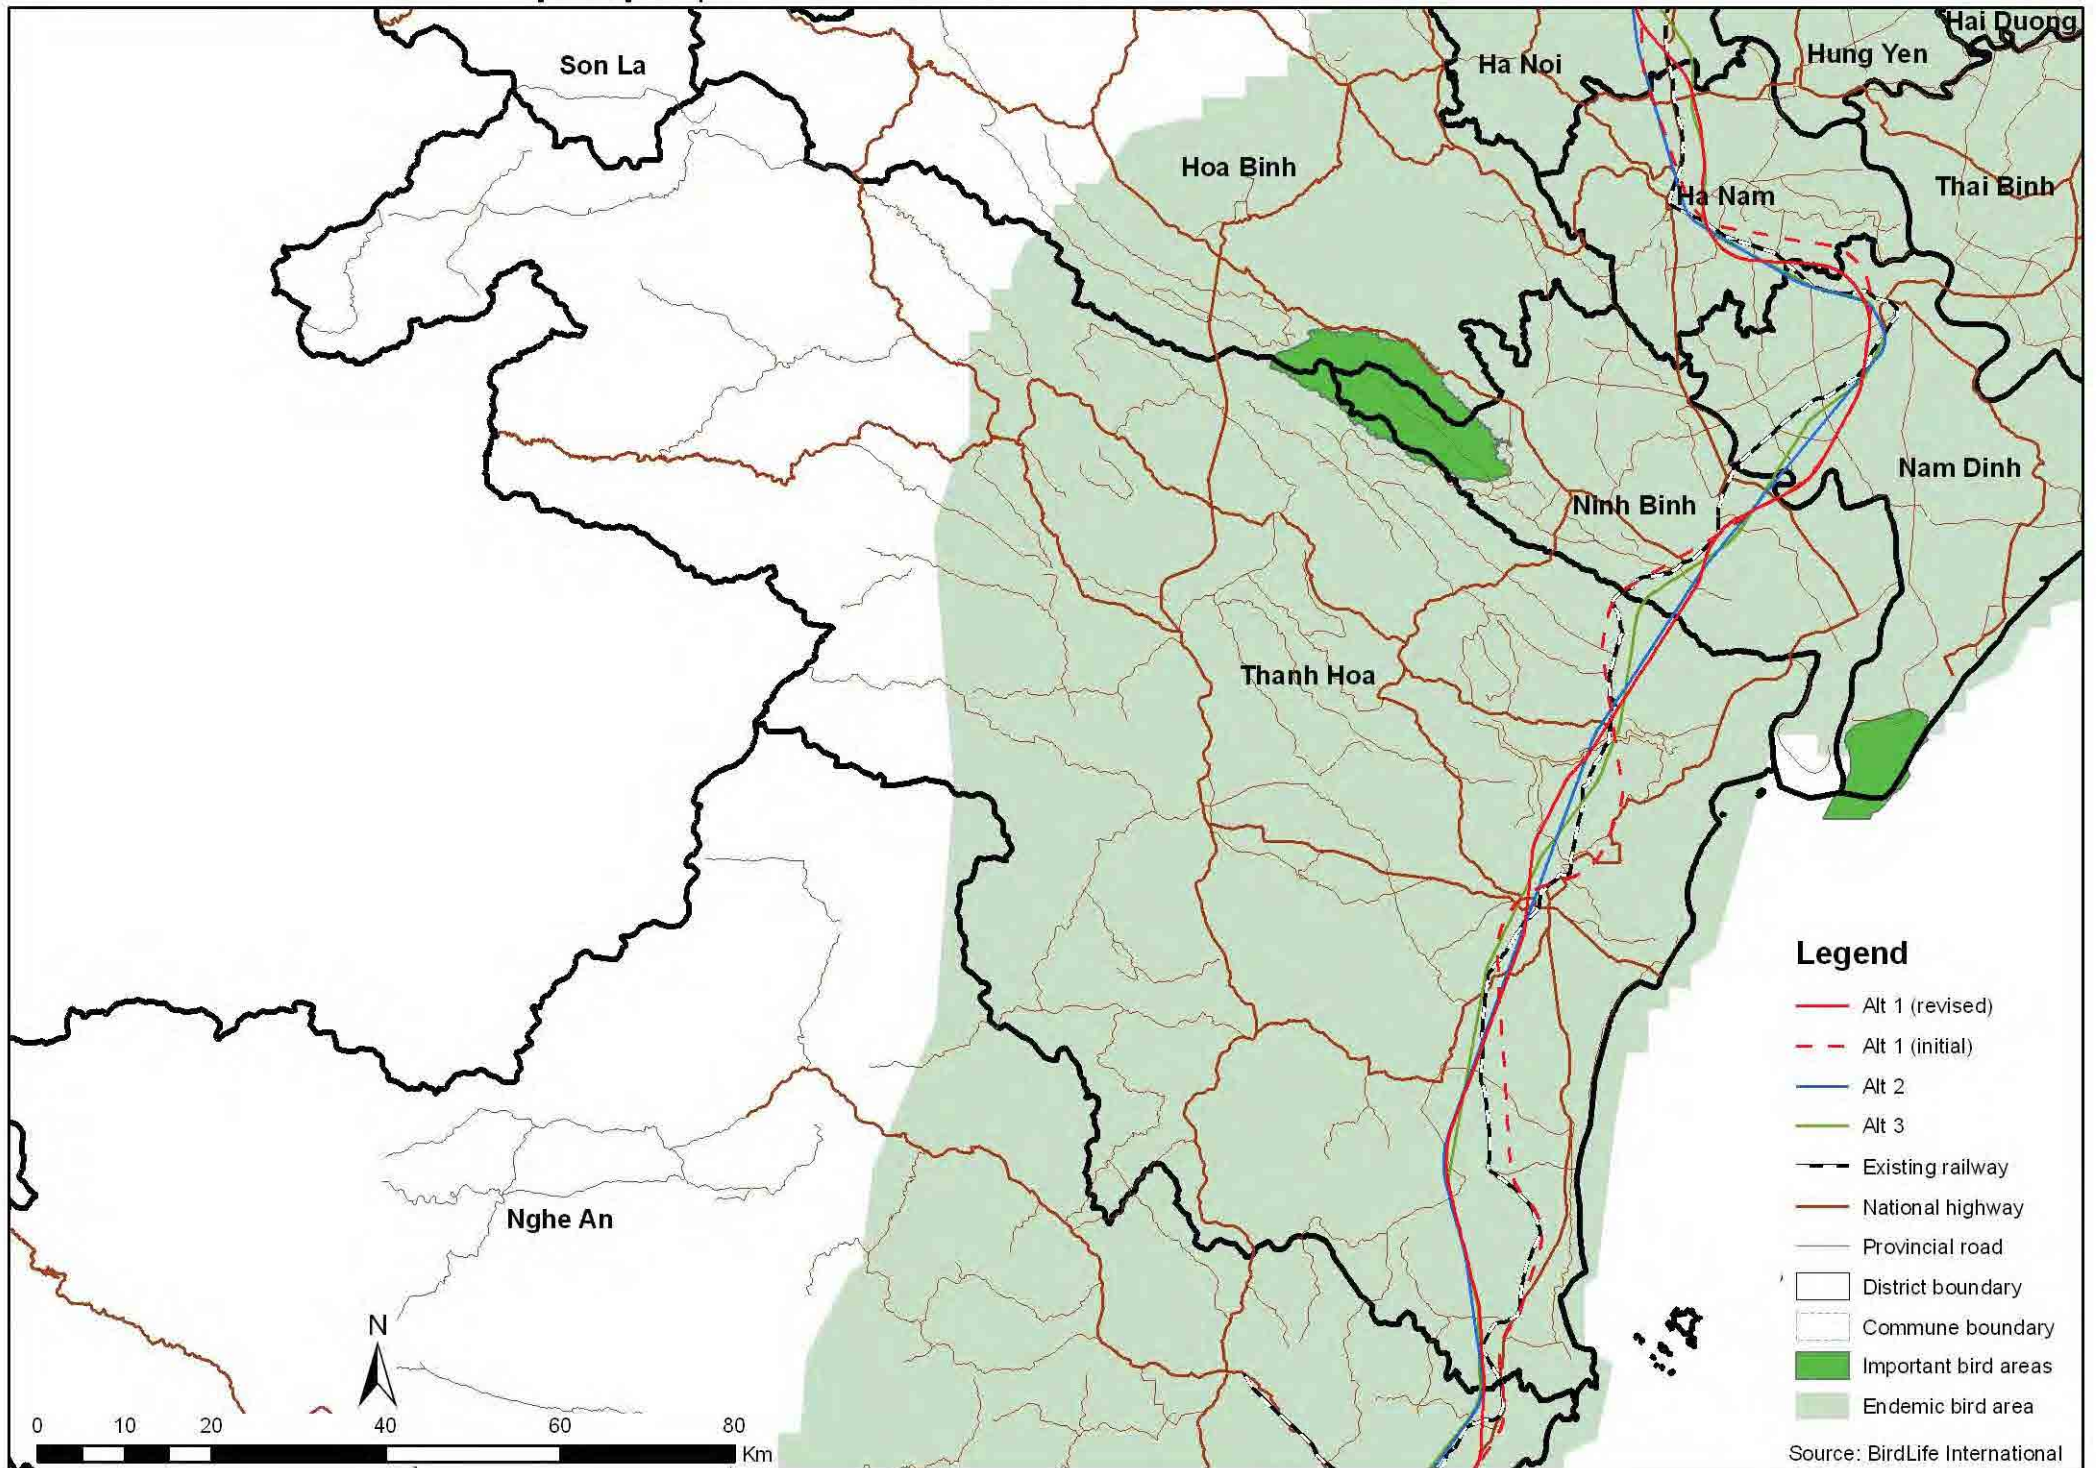 Son La
Ha Noi
Hai Duong
Hung Yen
Hoa Binh
Ha Nam
Thai Binh
Nam Dinh
Ninh Binh
Thanh Hoa
Nghe An
N
0 10 20 40 60 80
Km
Legend
Alt 1 (revised)
Alt 1 (initial)
Alt 2
Alt 3
Existing railway
National highway
Provincial road
District boundary
Commune boundary
Important bird areas
Endemic bird area
Source: BirdLife International